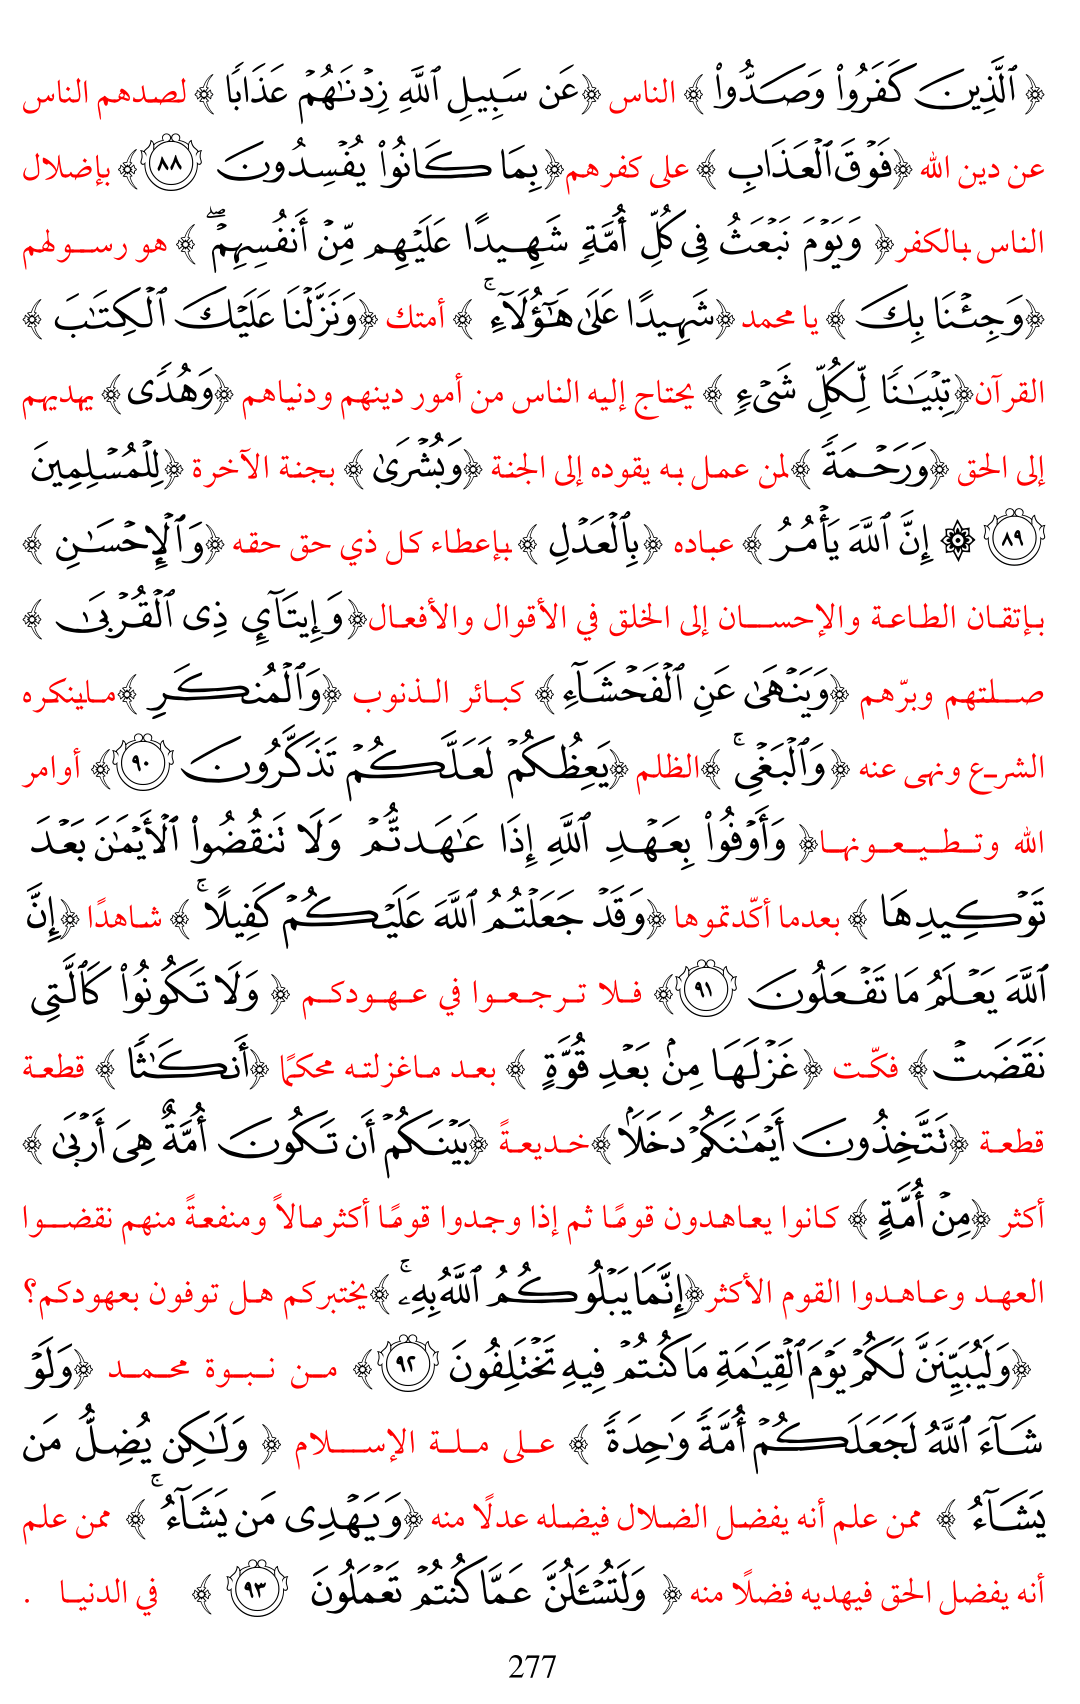 ﴿ ٱلَّذِينَ كَفَرُوا۟ وَصَدُّوا۟ ﴾ الناس ﴿عَن سَبِيلِ ٱللَّهِ زِدْنَـٰهُمْ عَذَابًا ﴾ لصدهم الناس
عن دين الله ﴿فَوْقَ ٱلْعَذَابِ ﴾ على كفرهم﴿بِمَا كَانُوا۟ يُفْسِدُونَ ٨٨﴾ بإضلال
الناس بالكفر﴿ وَيَوْمَ نَبْعَثُ فِى كُلِّ أُمَّةٍ شَهِيدًا عَلَيْهِم مِّنْ أَنفُسِهِمْ ۖ ﴾ هو رسولهم
﴿وَجِئْنَا بِكَ ﴾ يا محمد ﴿شَهِيدًا عَلَىٰ هَـٰٓؤُلَآءِ ۚ ﴾ أمتك ﴿وَنَزَّلْنَا عَلَيْكَ ٱلْكِتَـٰبَ ﴾
القرآن﴿تِبْيَـٰنًا لِّكُلِّ شَىْءٍ ﴾ يحتاج إليه الناس من أمور دينهم ودنياهم ﴿وَهُدًى﴾ يهديهم
إلى الحق ﴿وَرَحْمَةً ﴾لمن عمل به يقوده إلى الجنة ﴿وَبُشْرَىٰ ﴾ بجنة الآخرة ﴿لِلْمُسْلِمِينَ
٨٩ ۞ إِنَّ ٱللَّهَ يَأْمُرُ ﴾ عباده ﴿بِٱلْعَدْلِ ﴾ بإعطاء كل ذي حق حقه ﴿وَٱلْإِحْسَـٰنِ ﴾
بإتقان الطاعة والإحسان إلى الخلق في الأقوال والأفعال﴿وَإِيتَآئِ ذِى ٱلْقُرْبَىٰ ﴾
صلتهم وبرّهم ﴿وَيَنْهَىٰ عَنِ ٱلْفَحْشَآءِ﴾ كبائر الذنوب ﴿وَٱلْمُنكَرِ ﴾ماينكره
الشرع ونهى عنه ﴿وَٱلْبَغْىِ ۚ ﴾الظلم ﴿يَعِظُكُمْ لَعَلَّكُمْ تَذَكَّرُونَ ٩٠﴾ أوامر
الله وتطيعونها﴿ وَأَوْفُوا۟ بِعَهْدِ ٱللَّهِ إِذَا عَـٰهَدتُّمْ وَلَا تَنقُضُوا۟ ٱلْأَيْمَـٰنَ بَعْدَ
تَوْكِيدِهَا ﴾ بعدما أكّدتموها ﴿وَقَدْ جَعَلْتُمُ ٱللَّهَ عَلَيْكُمْ كَفِيلًا ۚ ﴾ شاهدًا ﴿إِنَّ
ٱللَّهَ يَعْلَمُ مَا تَفْعَلُونَ ٩١﴾ فلا ترجعوا في عهودكم ﴿ وَلَا تَكُونُوا۟ كَٱلَّتِى
نَقَضَتْ﴾ فكّت ﴿غَزْلَهَا مِنۢ بَعْدِ قُوَّةٍ ﴾ بعد ماغزلته محكمًا ﴿أَنكَـٰثًا ﴾ قطعة
قطعة ﴿تَتَّخِذُونَ أَيْمَـٰنَكُمْ دَخَلًۢا ﴾خديعةً ﴿بَيْنَكُمْ أَن تَكُونَ أُمَّةٌ هِىَ أَرْبَىٰ ﴾
أكثر ﴿مِنْ أُمَّةٍ ﴾ كانوا يعاهدون قومًا ثم إذا وجدوا قومًا أكثرمالاً ومنفعةً منهم نقضوا
العهد وعاهدوا القوم الأكثر﴿إِنَّمَا يَبْلُوكُمُ ٱللَّهُ بِهِۦ ۚ﴾يختبركم هل توفون بعهودكم؟
﴿وَلَيُبَيِّنَنَّ لَكُمْ يَوْمَ ٱلْقِيَـٰمَةِ مَا كُنتُمْ فِيهِ تَخْتَلِفُونَ ٩٢﴾ من نبوة محمد ﴿وَلَوْ
شَآءَ ٱللَّهُ لَجَعَلَكُمْ أُمَّةً وَٰحِدَةً ﴾ على ملة الإسلام ﴿ وَلَـٰكِن يُضِلُّ مَن
يَشَآءُ ﴾ ممن علم أنه يفضل الضلال فيضله عدلًا منه ﴿وَيَهْدِى مَن يَشَآءُ ۚ ﴾ ممن علم
أنه يفضل الحق فيهديه فضلًا منه ﴿ وَلَتُسْـَٔلُنَّ عَمَّا كُنتُمْ تَعْمَلُونَ ٩٣ ﴾ في الدنيا .
277